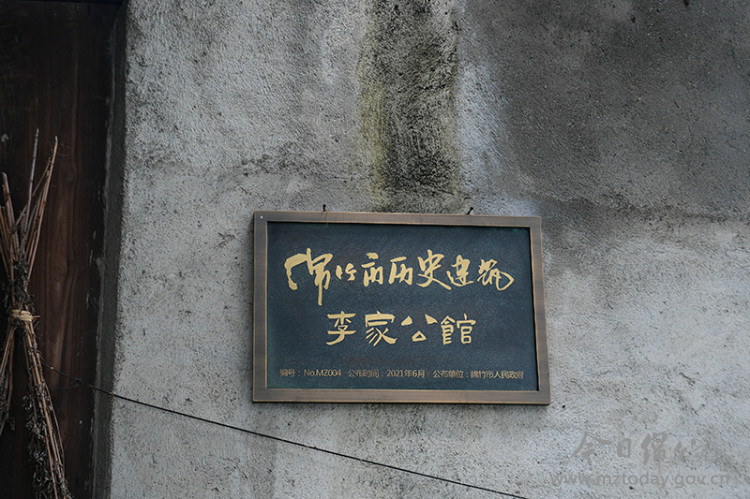 绵竹市历史建筑
李家公館
编号：No.MZ004 公布时间：2021年6月 公布单位：绵竹市人民政府
今日绵竹
www.mztoday.gov.cn